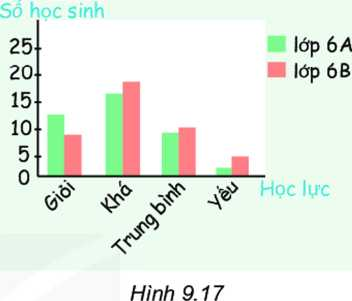 Số học sinh
25
20
15
10
5
0
lớp 6A
lớp 6B
Giỏi
Khá
Trung bình
Yếu
Học lực
Hình 9.17